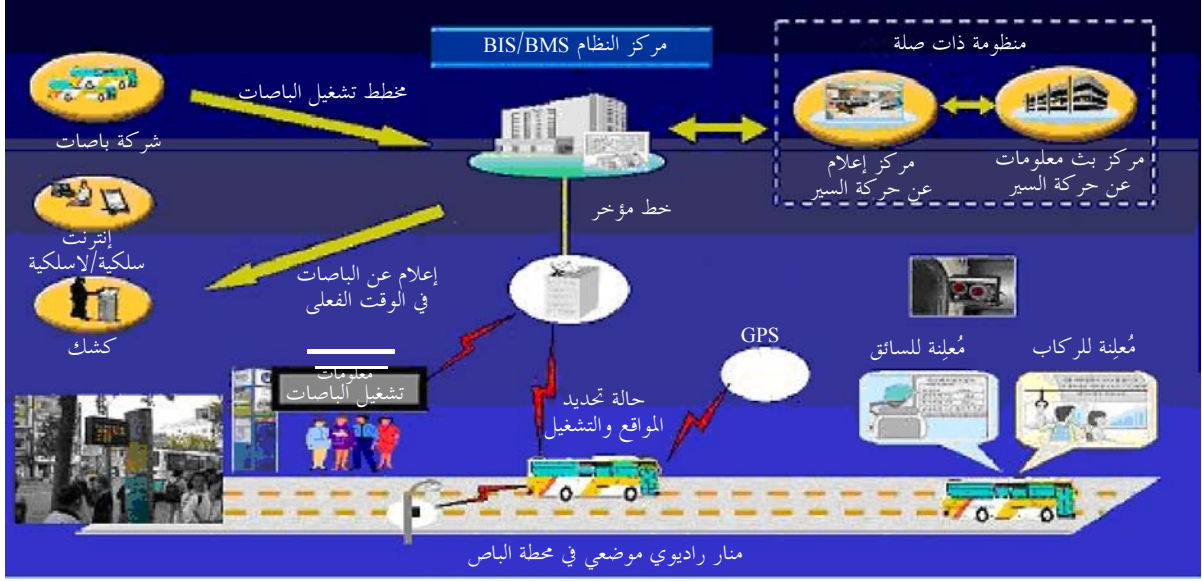 مركز النظام BIS/BMS
منظومة ذات صلة
مخطط تشغيل الباصات
شركة باصات
مركز إعلام
عن حركة السير
مركز بث معلومات
عن حركة السير
خط مؤخر
إنترنت
سلكية/لاسلكية
إعلام عن الباصات
في الوقت الفعلى
كشك
GPS
مُعلِنة للسائق
مُعلِنة للركاب
معلومات
تشغيل الباصات
حالة تحديد
المواقع والتشغيل
منار راديوي موضعي في محطة الباص